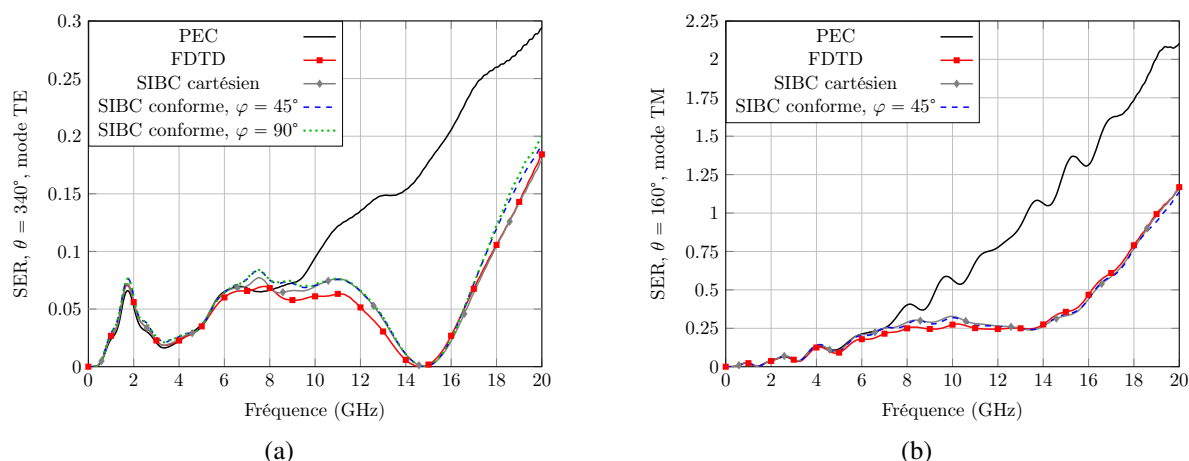 0.3
0.25
0.2
0.15
0.1
0.05
0
SER, θ = 340°, mode TE
PEC
FDTD
SIBC cartésien
SIBC conforme, φ = 45°
SIBC conforme, φ = 90°
0 2 4 6 8 10 12 14 16 18 20
Fréquence (GHz)
(a)
2.25
2
1.75
1.5
1.25
1
0.75
0.5
0.25
0
SER, θ = 160°, mode TM
PEC
FDTD
SIBC cartésien
SIBC conforme, φ = 45°
0 2 4 6 8 10 12 14 16 18 20
Fréquence (GHz)
(b)